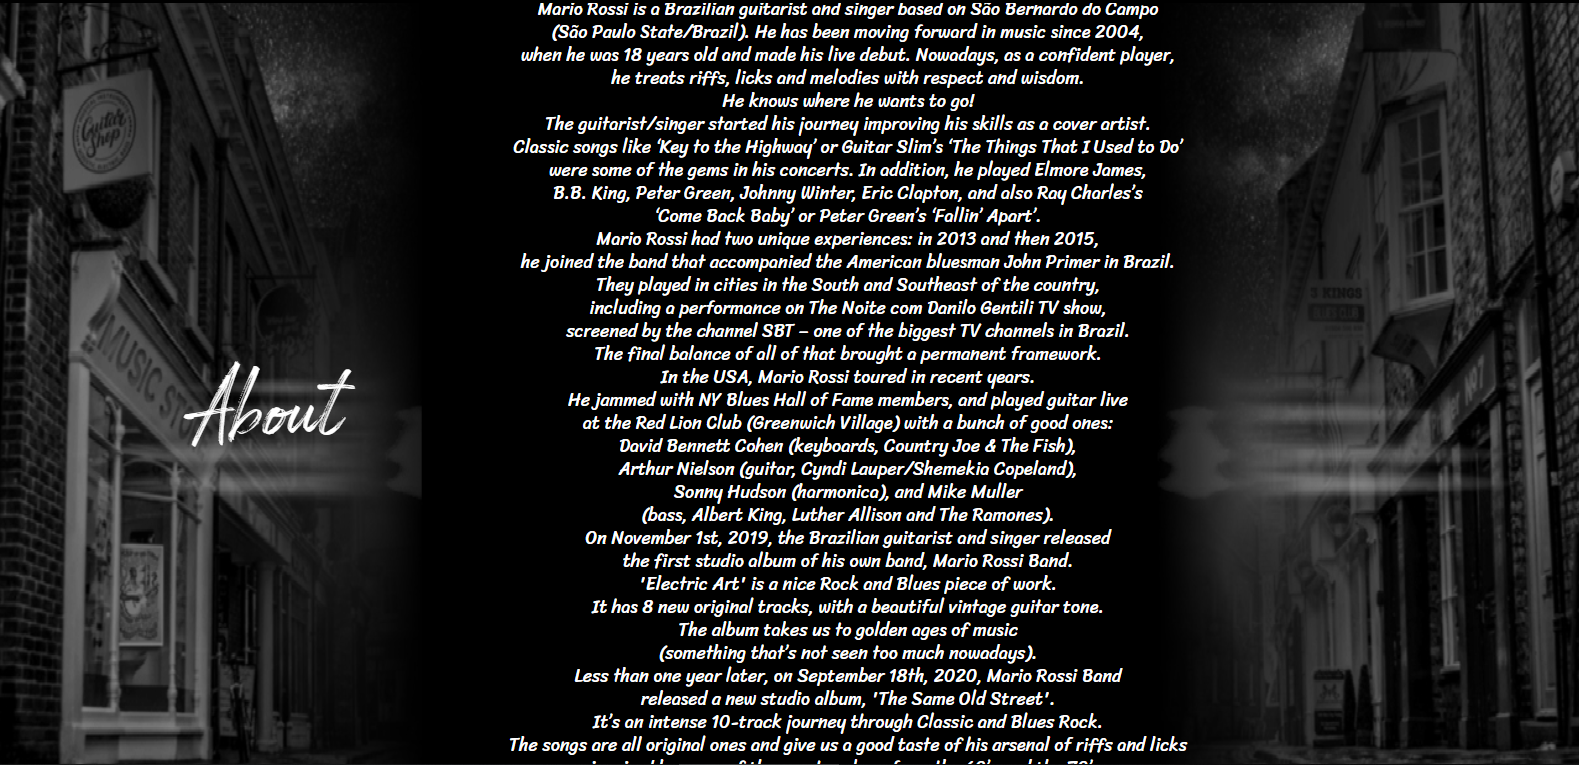 Mario Rossi is a Brazilian guitarist and singer based on São Bernardo do Campo
(São Paulo State/Brazil). He has been moving forward in music since 2004,
when he was 18 years old and made his live debut. Nowadays, as a confident player,
he treats riffs, licks and melodies with respect and wisdom.
He knows where he wants to go!
The guitarist/singer started his journey improving his skills as a cover artist.
Classic songs like ‘Key to the Highway’ or Guitar Slim’s ‘The Things That I Used to Do’
were some of the gems in his concerts. In addition, he played Elmore James,
B.B. King, Peter Green, Johnny Winter, Eric Clapton, and also Ray Charles’s
‘Come Back Baby’ or Peter Green’s ‘Fallin’ Apart’.
Mario Rossi had two unique experiences: in 2013 and then 2015,
he joined the band that accompanied the American bluesman John Primer in Brazil.
They played in cities in the South and Southeast of the country,
including a performance on The Noite com Danilo Gentili TV show,
screened by the channel SBT – one of the biggest TV channels in Brazil.
The final balance of all of that brought a permanent framework.
In the USA, Mario Rossi toured in recent years.
He jammed with NY Blues Hall of Fame members, and played guitar live
at the Red Lion Club (Greenwich Village) with a bunch of good ones:
David Bennett Cohen (keyboards, Country Joe & The Fish),
Arthur Nielson (guitar, Cyndi Lauper/Shemekia Copeland),
Sonny Hudson (harmonica), and Mike Muller
(bass, Albert King, Luther Allison and The Ramones).
On November 1st, 2019, the Brazilian guitarist and singer released
the first studio album of his own band, Mario Rossi Band.
'Electric Art' is a nice Rock and Blues piece of work.
It has 8 new original tracks, with a beautiful vintage guitar tone.
The album takes us to golden ages of music
(something that’s not seen too much nowadays).
Less than one year later, on September 18th, 2020, Mario Rossi Band
released a new studio album, 'The Same Old Street'.
It’s an intense 10-track journey through Classic and Blues Rock.
The songs are all original ones and give us a good taste of his arsenal of riffs and licks
About
Guitar
Shop
MUSIC ST
3 KINGS
BLUES CLUB